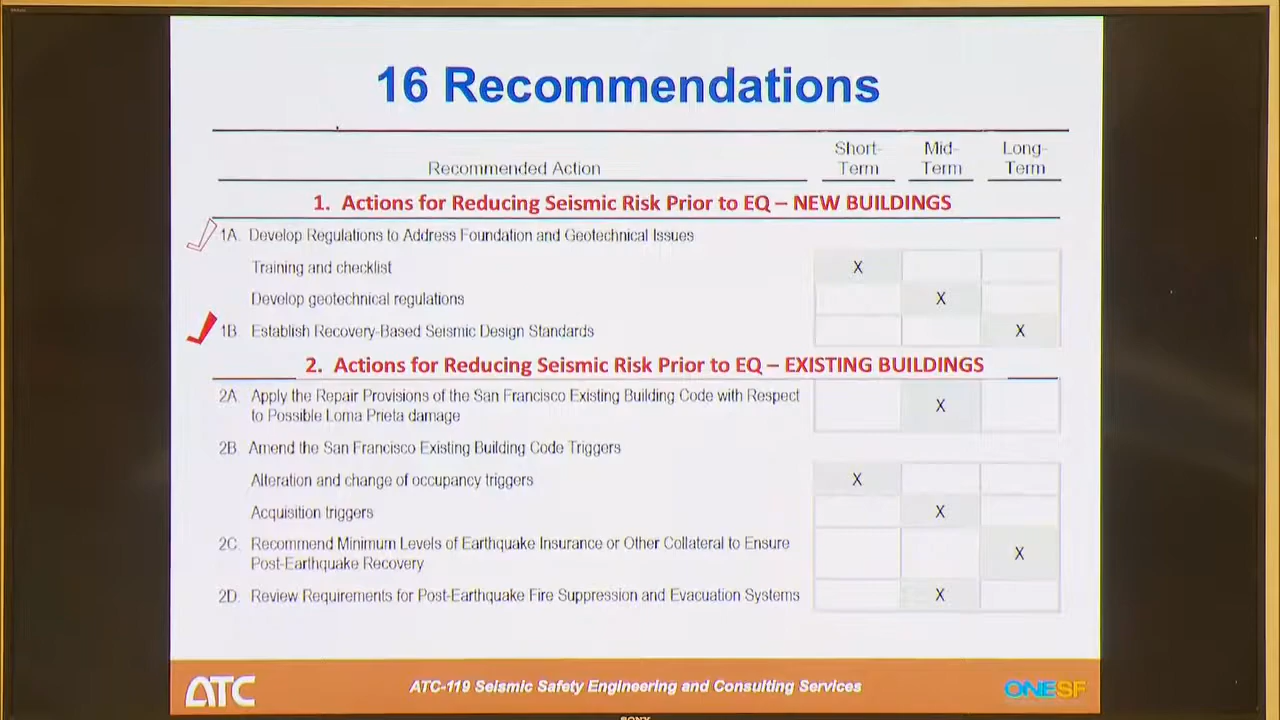 16 Recommendations
Recommended Action
Short-
Term
Mid-
Term
Long-
Term
1. Actions for Reducing Seismic Risk Prior to EQ – NEW BUILDINGS
1A. Develop Regulations to Address Foundation and Geotechnical Issues
Training and checklist X
Develop geotechnical regulations X
1B. Establish Recovery-Based Seismic Design Standards X
2. Actions for Reducing Seismic Risk Prior to EQ – EXISTING BUILDINGS
2A. Apply the Repair Provisions of the San Francisco Existing Building Code with Respect
to Possible Loma Prieta damage X
2B. Amend the San Francisco Existing Building Code Triggers
Alteration and change of occupancy triggers X
Acquisition triggers X
2C. Recommend Minimum Levels of Earthquake Insurance or Other Collateral to Ensure
Post-Earthquake Recovery X
2D. Review Requirements for Post-Earthquake Fire Suppression and Evacuation Systems X
ATC
ATC-119 Seismic Safety Engineering and Consulting Services
ONESF
SONY